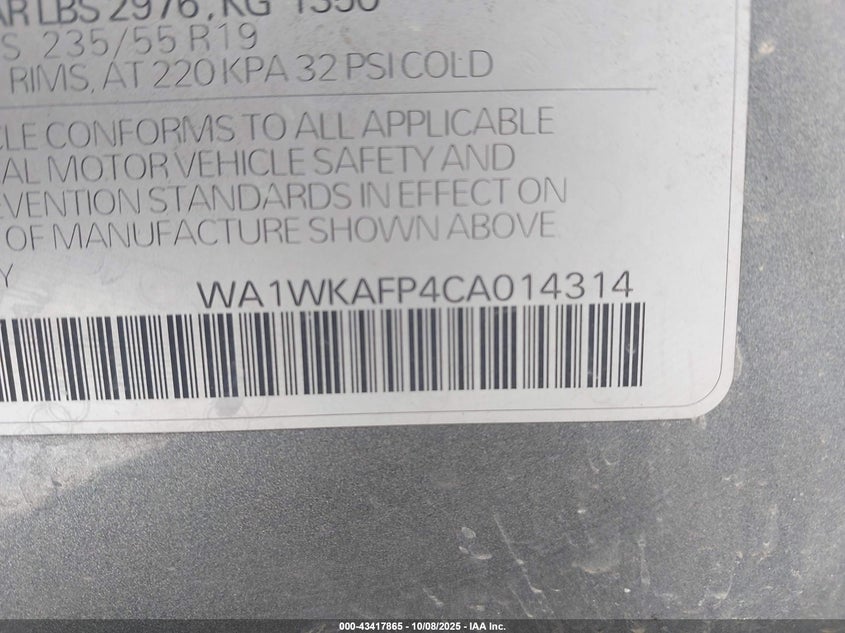 AR LBS 2976, KG 1350
S 235/55 R19
RIMS, AT 220 KPA 32 PSI COLD
CLE CONFORMS TO ALL APPLICABLE
AL MOTOR VEHICLE SAFETY AND
EVENTION STANDARDS IN EFFECT ON
OF MANUFACTURE SHOWN ABOVE
Y
WA1WKAFP4CA014314
000-43417865 - 10/08/2025 - IAA Inc.